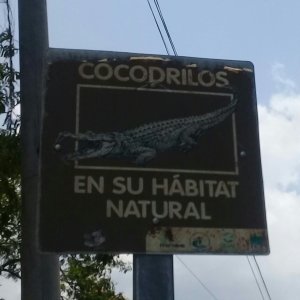 COCODRILOS
EN SU HÁBITAT
NATURAL